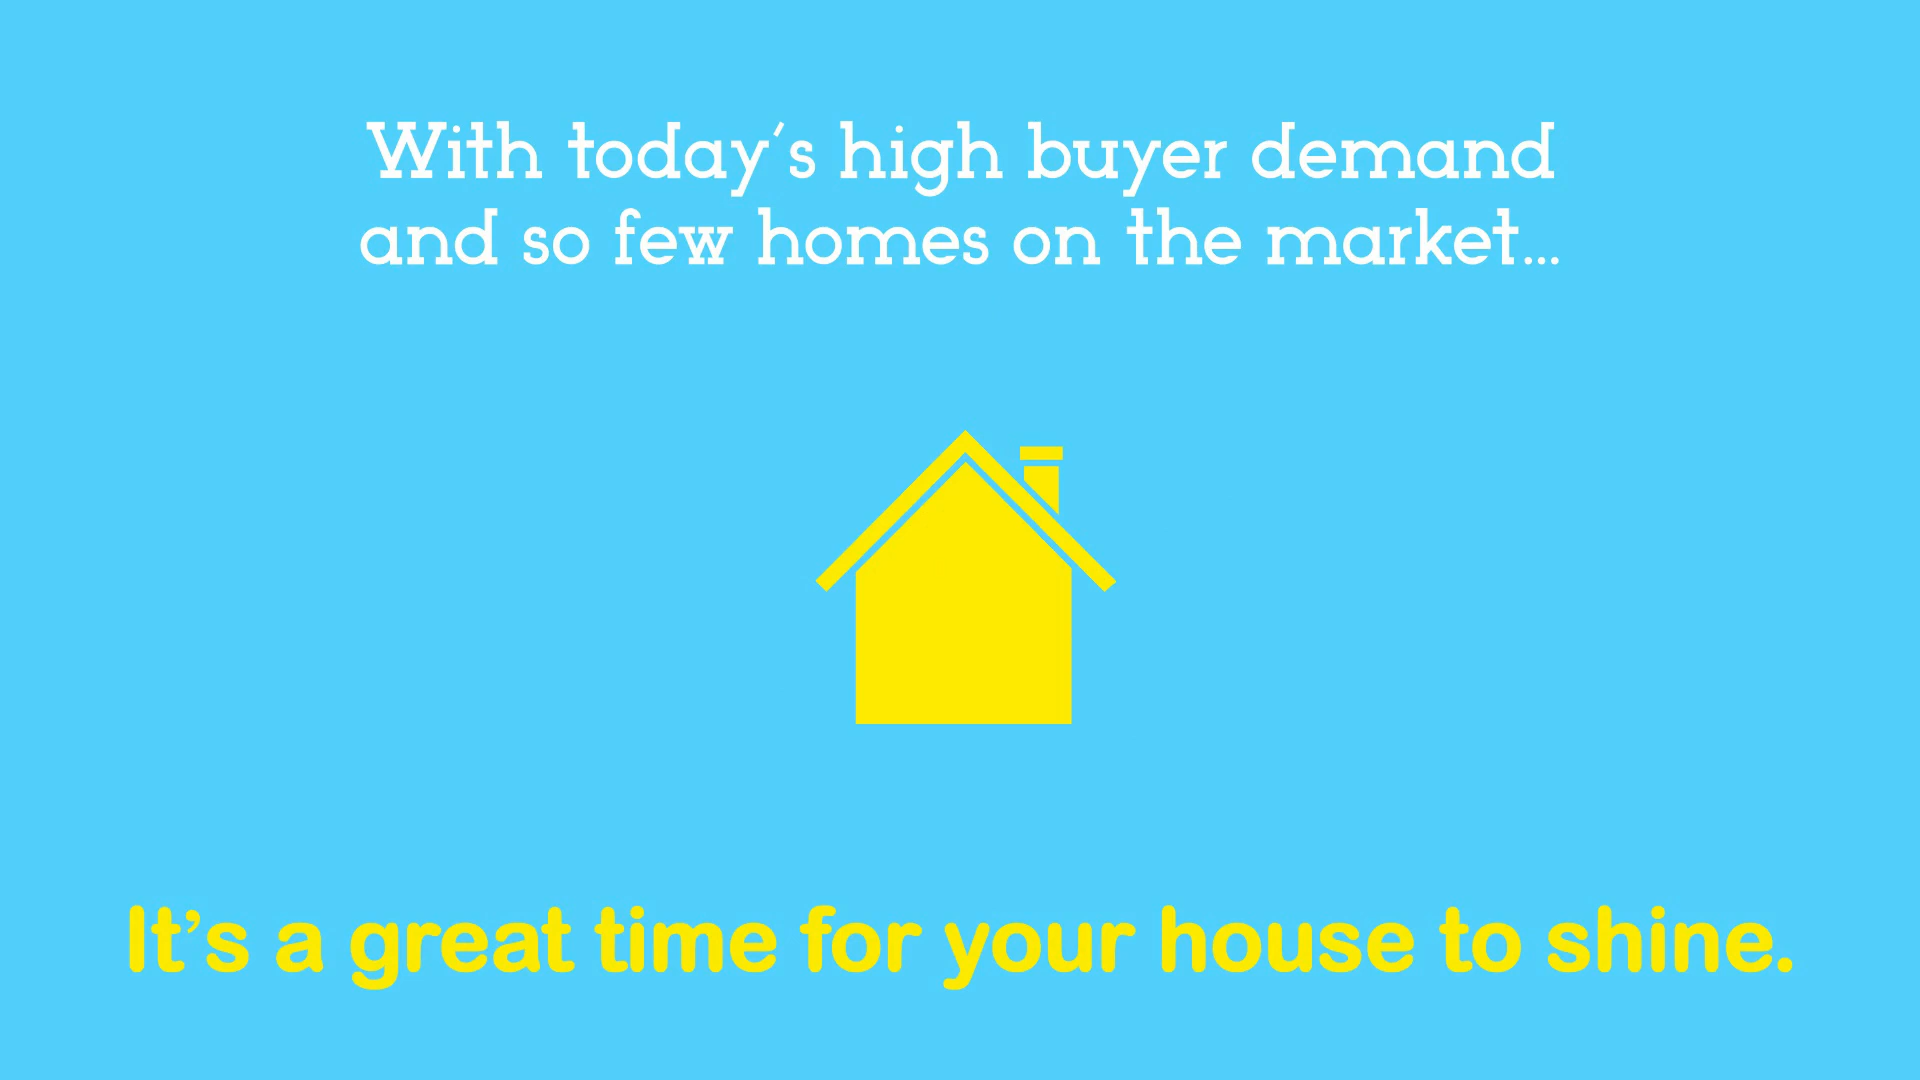 With today's high buyer demand
and so few homes on the market...
It's a great time for your house to shine.